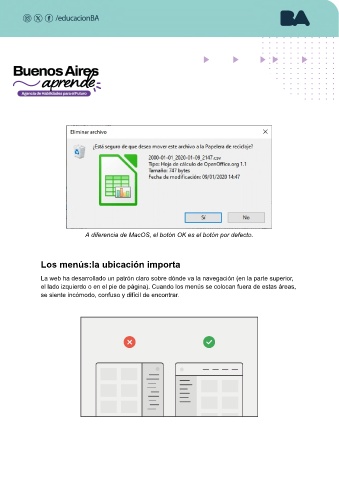 /educacionBA
BA
Buenos Aires
aprende
Agencia de Habilidades para el Futuro
Eliminar archivo
¿Está seguro de que desea mover este archivo a la Papelera de reciclaje?
2000-01-01_2020-01-09_2147.csv
Tipo: Hoja de cálculo de OpenOffice.org 1.1
Tamaño: 747 bytes
Fecha de modificación: 09/01/2020 14:47
Sí
No
A diferencia de MacOS, el botón OK es el botón por defecto.
Los menús:la ubicación importa
La web ha desarrollado un patrón claro sobre dónde va la navegación (en la parte superior,
el lado izquierdo o en el pie de página). Cuando los menús se colocan fuera de estas áreas,
se siente incómodo, confuso y difícil de encontrar.